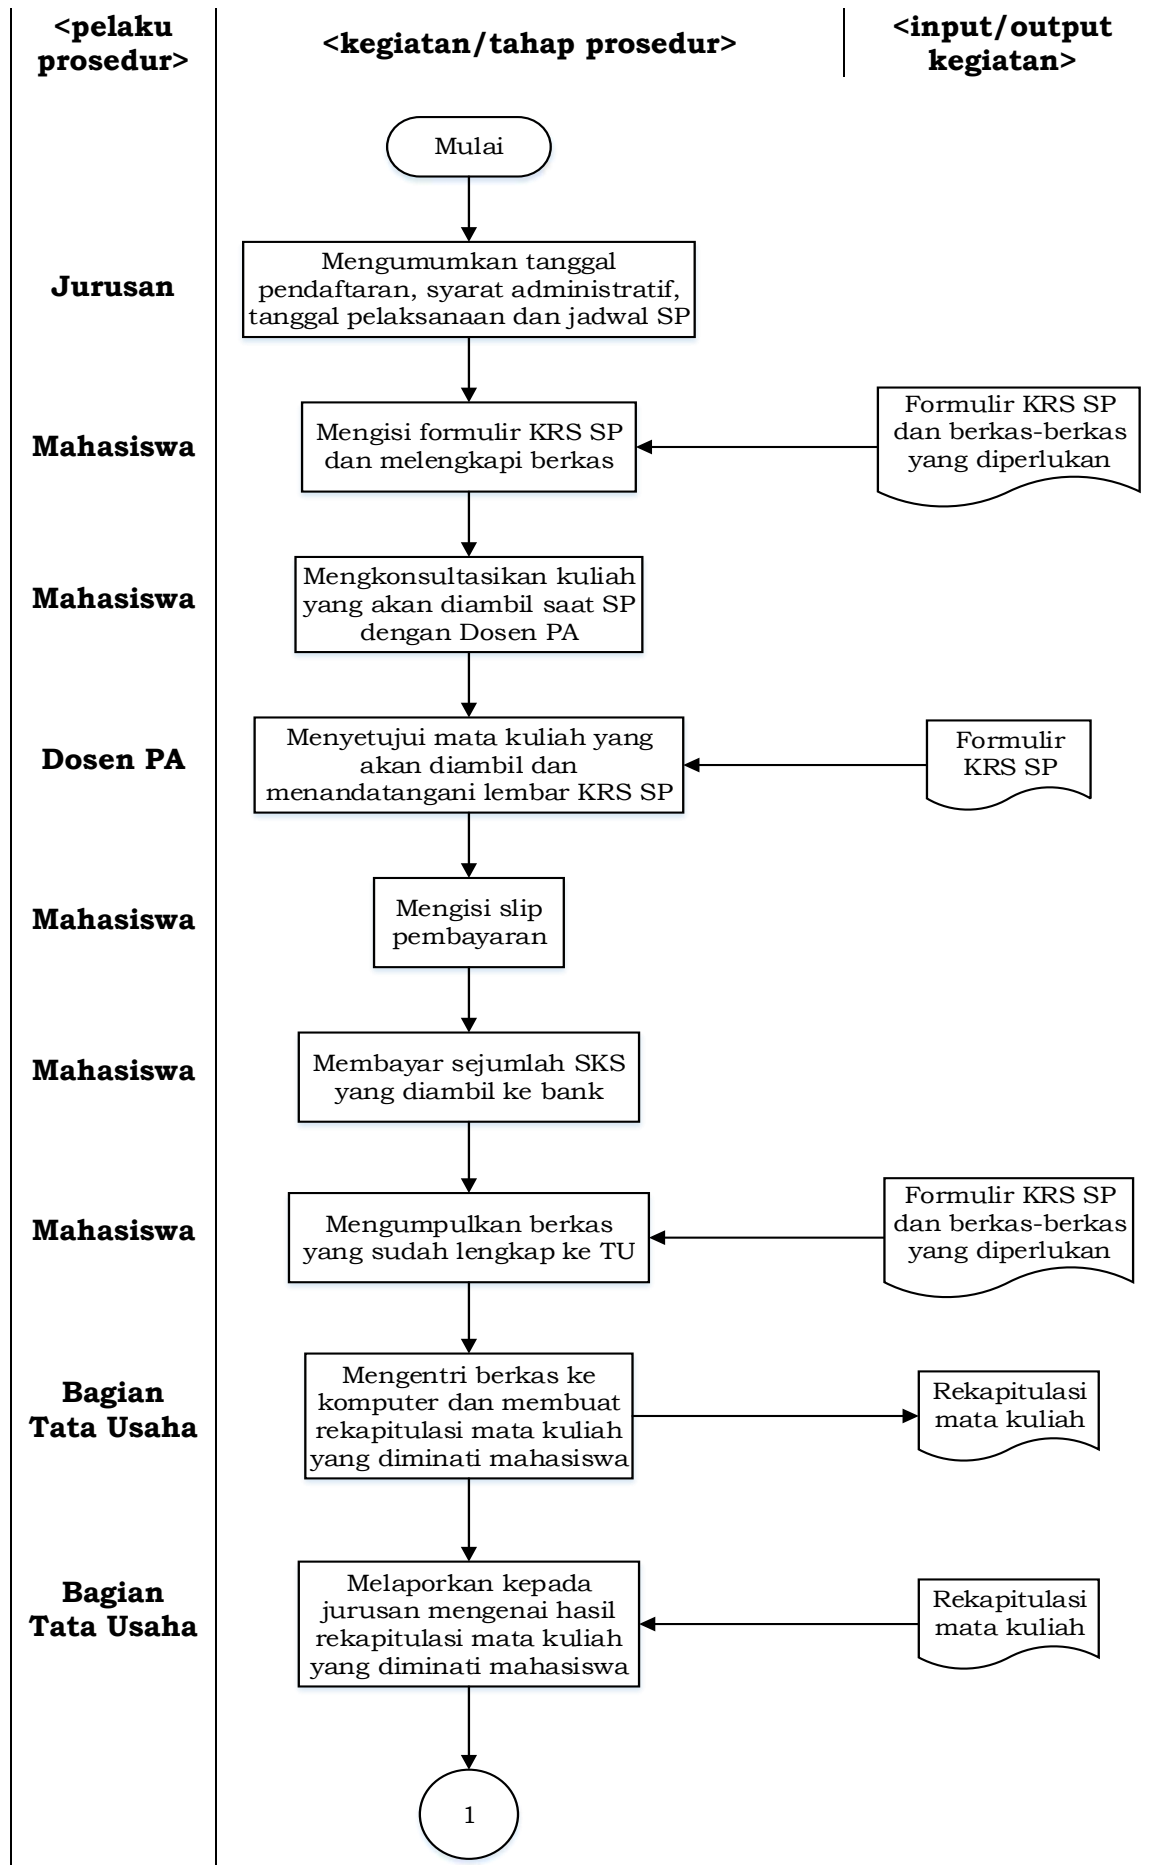 <pelaku
prosedur>
<kegiatan/tahap prosedur>
<input/output
kegiatan>
Mulai
Jurusan
Mengumumkan tanggal
pendaftaran, syarat administratif,
tanggal pelaksanaan dan jadwal SP
Mahasiswa
Mengisi formulir KRS SP
dan melengkapi berkas
Formulir KRS SP
dan berkas-berkas
yang diperlukan
Mahasiswa
Mengkonsultasikan kuliah
yang akan diambil saat SP
dengan Dosen PA
Dosen PA
Menyetujui mata kuliah yang
akan diambil dan
menandatangani lembar KRS SP
Formulir
KRS SP
Mahasiswa
Mengisi slip
pembayaran
Mahasiswa
Membayar sejumlah SKS
yang diambil ke bank
Mahasiswa
Mengumpulkan berkas
yang sudah lengkap ke TU
Formulir KRS SP
dan berkas-berkas
yang diperlukan
Bagian
Tata Usaha
Mengentri berkas ke
komputer dan membuat
rekapitulasi mata kuliah
yang diminati mahasiswa
Rekapitulasi
mata kuliah
Bagian
Tata Usaha
Melaporkan kepada
jurusan mengenai hasil
rekapitulasi mata kuliah
yang diminati mahasiswa
Rekapitulasi
mata kuliah
1